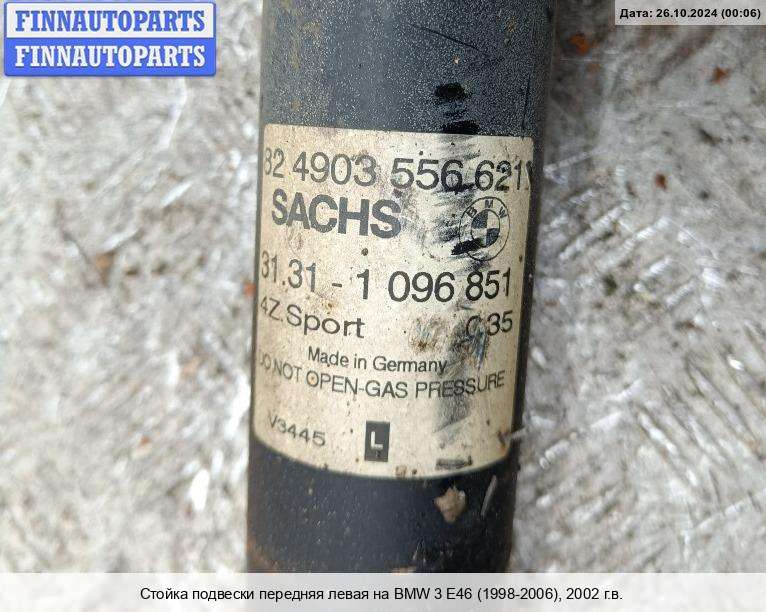 FINNAUTOPARTS
FINNAUTOPARTS
Дата: 26.10.2024 (00:06)
32 4903 556 621
SACHS
BMW
31.31 - 1 096 851
4Z.Sport C35
Made in Germany
DO NOT OPEN-GAS PRESSURE
V3445 L
Стойка подвески передняя левая на BMW 3 E46 (1998-2006), 2002 г.в.